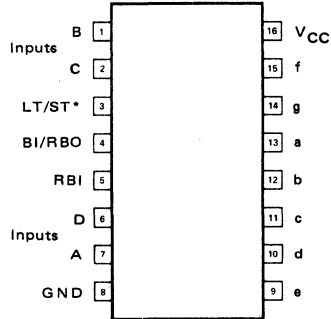 B 1 16 VCC
Inputs
C 2 15 f
LT/ST* 3 14 g
BI/RBO 4 13 a
RBI 5 12 b
D 6 11 c
Inputs
A 7 10 d
GND 8 9 e